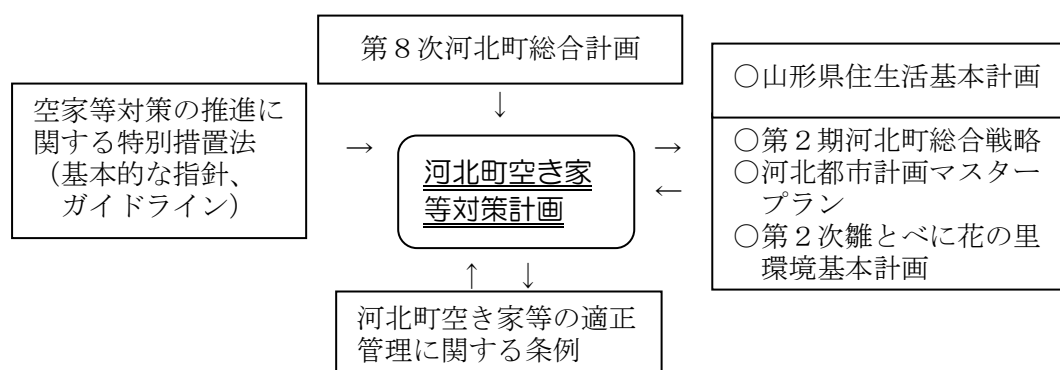 第８次河北町総合計画
↓
空家等対策の推進に
関する特別措置法
（基本的な指針、
ガイドライン）
→
河北町空き家
等対策計画
→
←
○山形県住生活基本計画
○第２期河北町総合戦略
○河北都市計画マスター
プラン
○第２次雛とべに花の里
環境基本計画
↑ ↓
河北町空き家等の適正
管理に関する条例